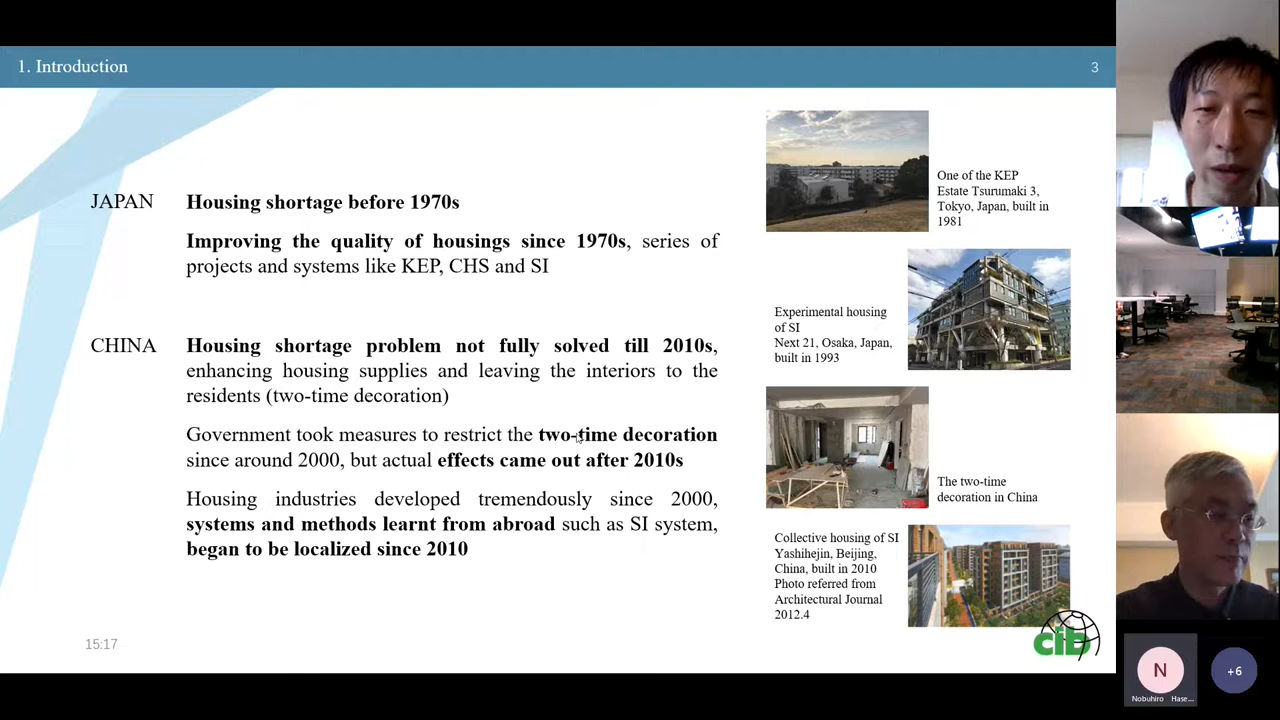 1. Introduction
3
JAPAN
Housing shortage before 1970s
Improving the quality of housings since 1970s, series of
projects and systems like KEP, CHS and SI
CHINA
Housing shortage problem not fully solved till 2010s,
enhancing housing supplies and leaving the interiors to the
residents (two-time decoration)
Government took measures to restrict the two-time decoration
since around 2000, but actual effects came out after 2010s
Housing industries developed tremendously since 2000,
systems and methods learnt from abroad such as SI system,
began to be localized since 2010
One of the KEP
Estate Tsurumaki 3,
Tokyo, Japan, built in
1981
Experimental housing
of SI
Next 21, Osaka, Japan,
built in 1993
The two-time
decoration in China
Collective housing of SI
Yashihejin, Beijing,
China, built in 2010
Photo referred from
Architectural Journal
2012.4
cib
15:17
N
Nobuhiro Hase...
+6